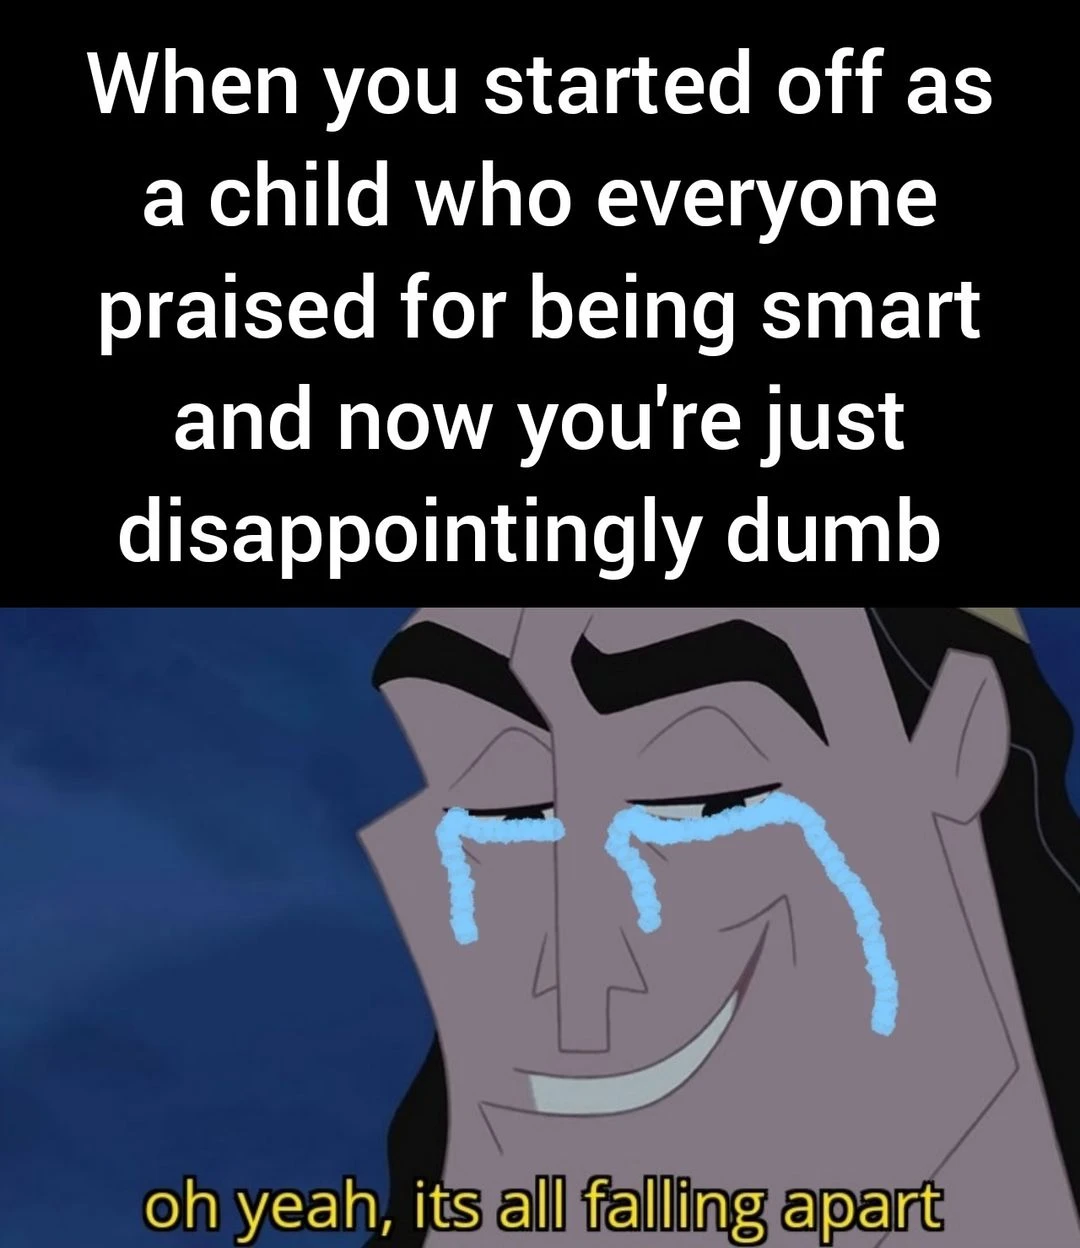 When you started off as
a child who everyone
praised for being smart
and now you're just
disappointingly dumb
oh yeah, its all falling apart